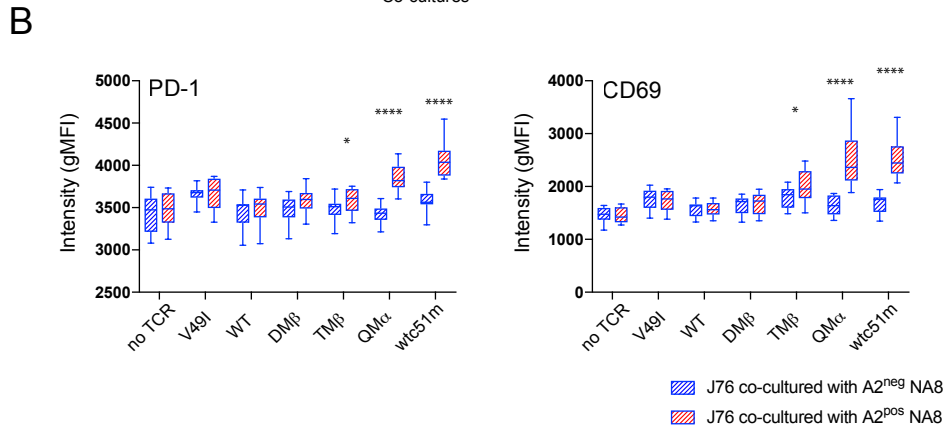 Co-cultures
B
PD-1
Intensity (gMFI)
5000
4500
4000
3500
3000
2500
* **** ****
no TCR V49I WT DMβ TMβ QMα wtc51m
CD69
Intensity (gMFI)
4000
3000
2000
1000
0
* **** ****
no TCR V49I WT DMβ TMβ QMα wtc51m
J76 co-cultured with A2neg NA8
J76 co-cultured with A2pos NA8